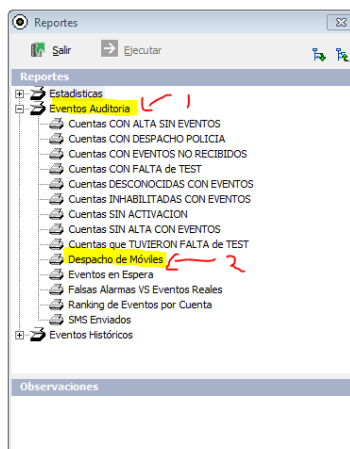 Reportes
Salir Ejecutar
Reportes
Estadisticas
Eventos Auditoria
1
Cuentas CON ALTA SIN EVENTOS
Cuentas CON DESPACHO POLICIA
Cuentas CON EVENTOS NO RECIBIDOS
Cuentas CON FALTA de TEST
Cuentas DESCONOCIDAS CON EVENTOS
Cuentas INHABILITADAS CON EVENTOS
Cuentas SIN ACTIVACION
Cuentas SIN ALTA CON EVENTOS
Cuentas que TUVIERON FALTA de TEST
Despacho de Móviles
2
Eventos en Espera
Falsas Alarmas VS Eventos Reales
Ranking de Eventos por Cuenta
SMS Enviados
Eventos Históricos
Observaciones